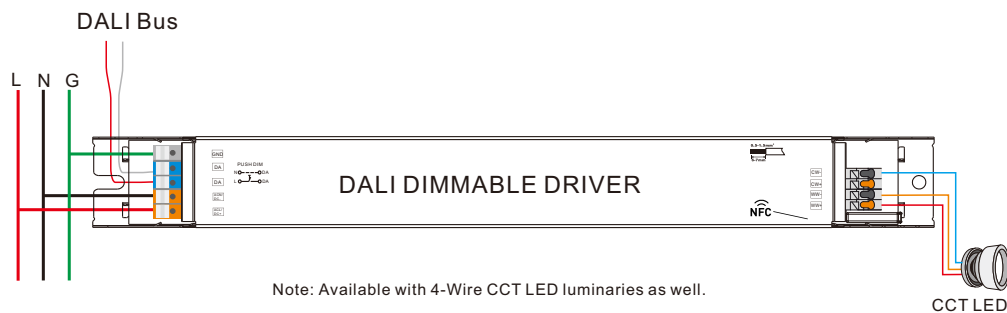 DALI Bus
L N G
GND
DA
DA
PUSH DIM
N DA
L DA
DALI DIMMABLE DRIVER
NFC
CW-
CW+
WW-
WW+
Note: Available with 4-Wire CCT LED luminaries as well.
CCT LED